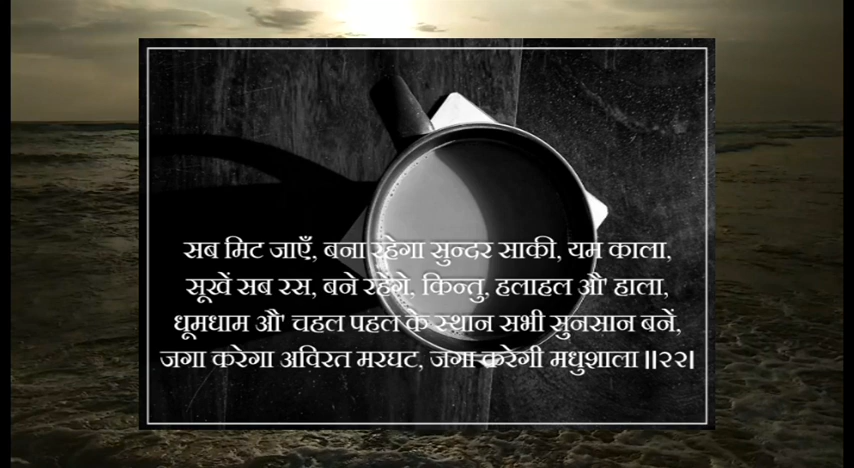 सब मिट जाएँ, बना रहेगा सुन्दर साकी, यम काला,
सूखें सब रस, बने रहेंगे, किन्तु, हलाहल औ' हाला,
धूमधाम औ' चहल पहल के स्थान सभी सुनसान बनें,
जगा करेगा अविरत मरघट, जगा करेगी मधुशाला ||२२|